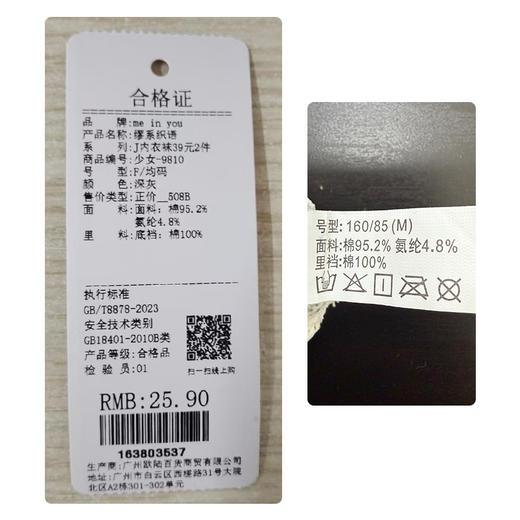 合格证
品 牌:me in you
产品名称:缪系织语
系 列:J内衣袜39元2件
商品编号:少女-9810
号 型:F/均码
颜 色:深灰
售价类型:正价__508B
面 料:面料: 棉95.2%
氨纶4.8%
里 料:底裆: 棉100%
执行标准
GB/T8878-2023
安全技术类别
GB18401-2010B类
产品等级:合格品
检 验 员:01
扫一扫线上购
RMB:25.90
163803537
生产商:广州欧陆百货商贸有限公司
地址:广州市白云区西槎路31号大院
北区A2栋301-302单元
号型: 160/85 (M)
面料:棉95.2% 氨纶4.8%
里裆:棉100%